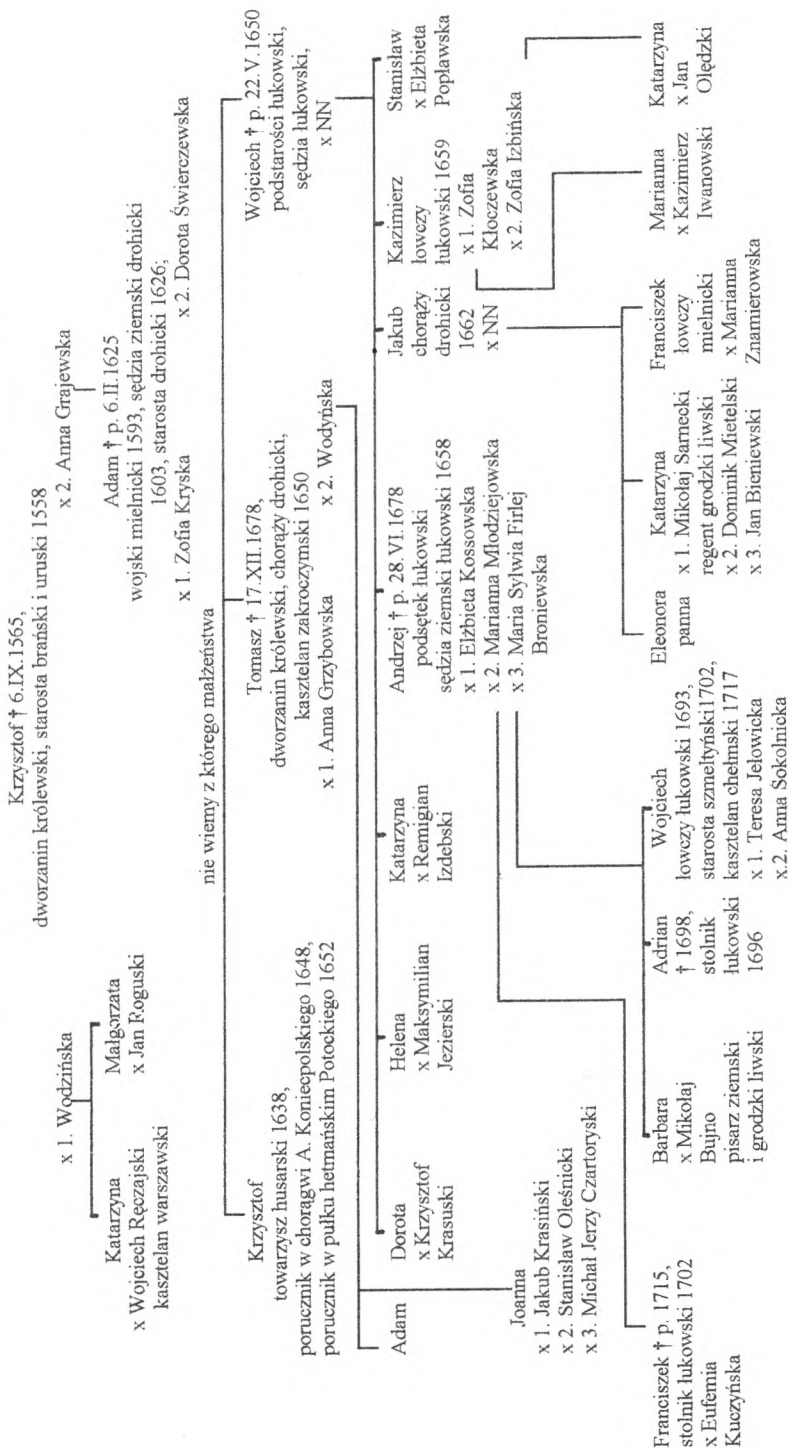 Krzysztof † 6.IX.1565,
dworzanin królewski, starosta brański i uruski 1558
x 1. Wodzińska
x 2. Anna Grajewska
Katarzyna
x Wojciech Ręczajski
kasztelan warszawski
Małgorzata
x Jan Roguski
Adam † p. 6.II.1625
wojski mielnicki 1593, sędzia ziemski drohicki
1603, starosta drohicki 1626;
x 1. Zofia Kryska
x 2. Dorota Świerczewska
nie wiemy z którego małżeństwa
Krzysztof
towarzysz husarski 1638,
porucznik w chorągwi A. Koniecpolskiego 1648,
porucznik w pułku hetmańskim Potockiego 1652
Tomasz † 17.XII.1678,
dworzanin królewski, chorąży drohicki,
kasztelan zakroczymski 1650
x 1. Anna Grzybowska
x 2. Wodyńska
Wojciech † p. 22.V.1650
podstarości łukowski,
sędzia łukowski,
x NN
Adam
Joanna
x 1. Jakub Krasiński
x 2. Stanisław Oleśnicki
x 3. Michał Jerzy Czartoryski
Dorota
x Krzysztof
Krasuski
Helena
x Maksymilian
Jezierski
Katarzyna
x Remigian
Izdebski
Andrzej † p. 28.VI.1678
podsętek łukowski
sędzia ziemski łukowski 1658
x 1. Elżbieta Kossowska
x 2. Marianna Młodziejowska
x 3. Maria Sylwia Firlej
Broniewska
Jakub
chorąży
drohicki
1662
x NN
Kazimierz
łowczy
łukowski 1659
x 1. Zofia
Kłoczewska
x 2. Zofia Izbińska
Stanisław
x Elżbieta
Popławska
Franciszek † p. 1715,
stolnik łukowski 1702
x Eufemia
Kuczyńska
Barbara
x Mikołaj
Bujno
pisarz ziemski
i grodzki liwski
Adrian
† 1698,
stolnik
łukowski
1696
Wojciech
łowczy łukowski 1693,
starosta szmeltyński1702,
kasztelan chełmski 1717
x 1. Teresa Jełowicka
x.2. Anna Sokolnicka
Eleonora
panna
Katarzyna
x 1. Mikołaj Sarnecki
regent grodzki liwski
x 2. Dominik Mietelski
x 3. Jan Bieniewski
Franciszek
łowczy
mielnicki
x Marianna
Znamierowska
Marianna
x Kazimierz
Iwanowski
Katarzyna
x Jan
Olędzki